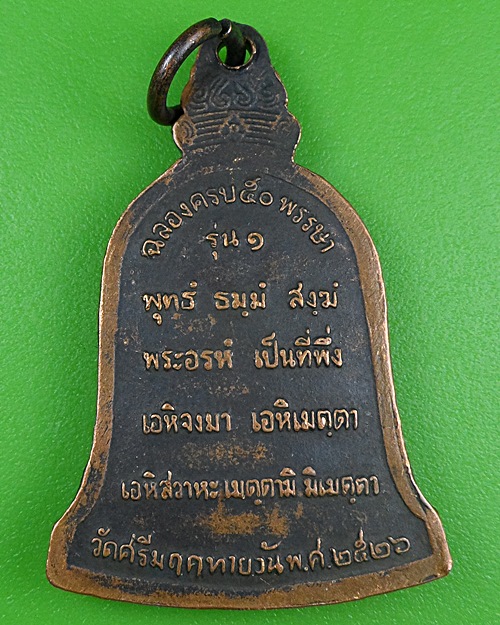 ฉลองครบ๕๐พรรษา
รุ่น ๑
พุทฺธํ ธมฺมํ สงฺฆํ
พระอรหํ เป็นที่พึ่ง
เอหิจงมา เอหิเมตฺตา
เอหิสวาหะ เมตฺตามิ มิเมตฺตา
วัดศรีมฤคทายวัน พ.ศ.๒๕๒๖